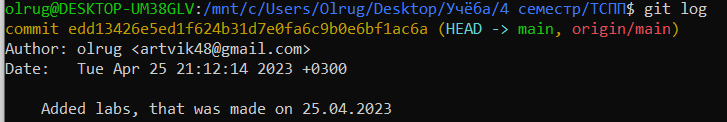 olrug@DESKTOP-UM38GLV:/mnt/c/Users/Olrug/Desktop/Учёба/4 семестр/ТСПП$ git log
commit edd13426e5ed1f624b31d7e0fa6c9b0e6bf1ac6a (HEAD -> main, origin/main)
Author: olrug <artvik48@gmail.com>
Date:   Tue Apr 25 21:12:14 2023 +0300
    Added labs, that was made on 25.04.2023